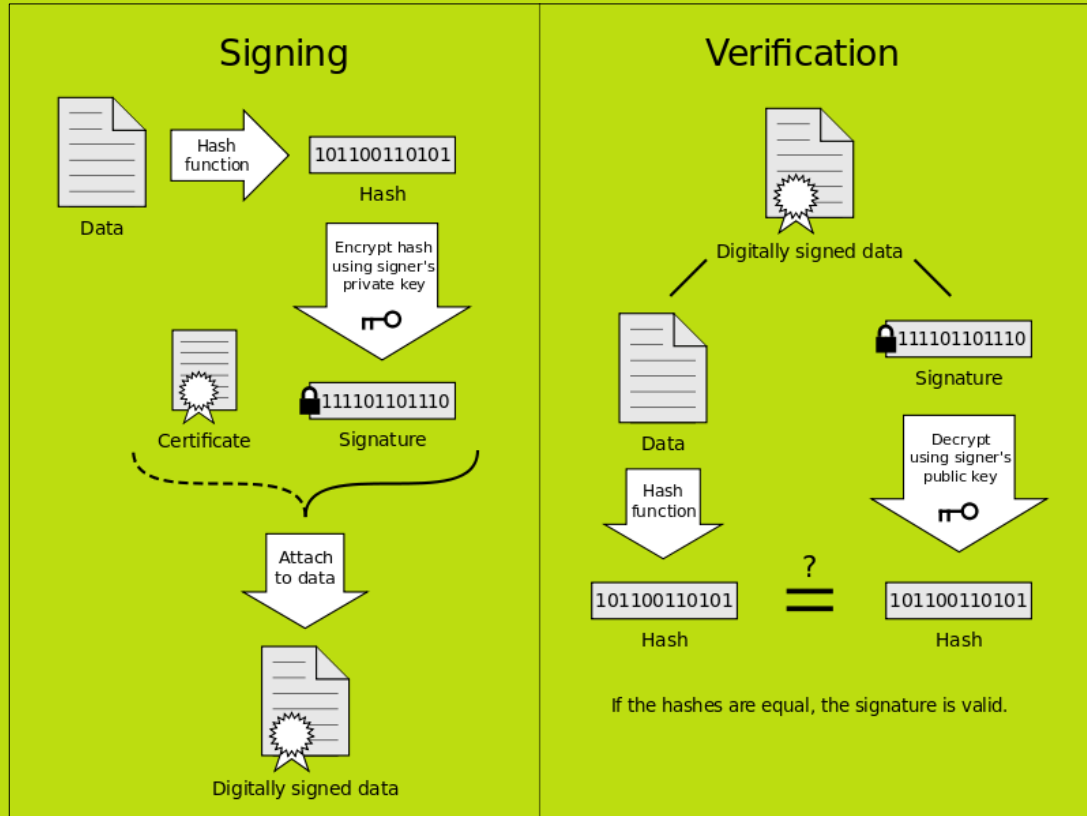 Signing
Hash
function
101100110101
Hash
Data
Encrypt hash
using signer's
private key
111101101110
Certificate
Signature
Attach
to data
Digitally signed data
Verification
Digitally signed data
111101101110
Signature
Data
Decrypt
using signer's
public key
Hash
function
?
=
101100110101
101100110101
Hash
Hash
If the hashes are equal, the signature is valid.